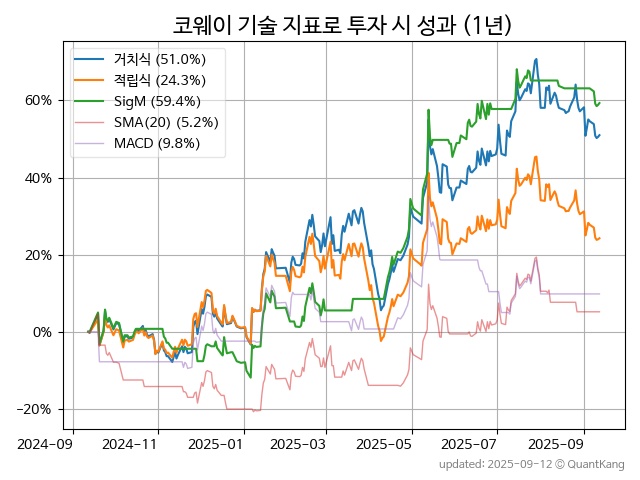 코웨이 기술 지표로 투자 시 성과 (1년)
거치식 (51.0%)
적립식 (24.3%)
SigM (59.4%)
SMA(20) (5.2%)
MACD (9.8%)
60%
40%
20%
0%
−20%
2024-09 2024-11 2025-01 2025-03 2025-05 2025-07 2025-09
updated: 2025-09-12 © QuantKang